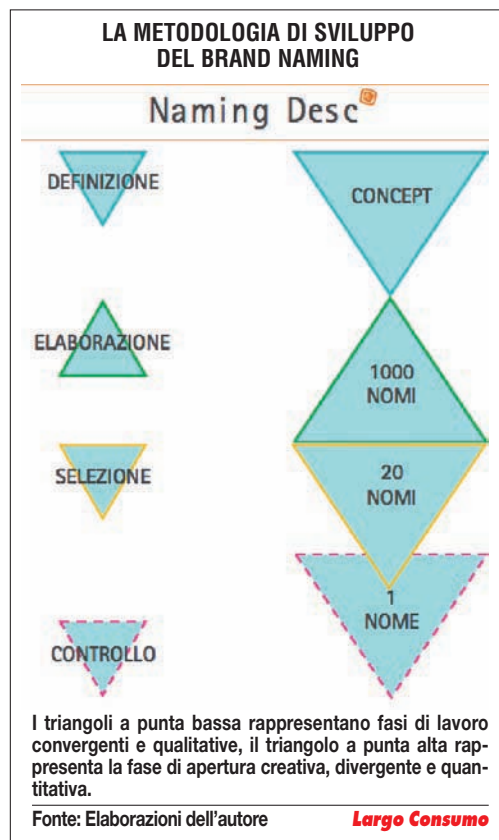 LA METODOLOGIA DI SVILUPPO
DEL BRAND NAMING
Naming Desc
DEFINIZIONE
CONCEPT
ELABORAZIONE
1000
NOMI
SELEZIONE
20
NOMI
1
NOME
CONTROLLO
I triangoli a punta bassa rappresentano fasi di lavoro
convergenti e qualitative, il triangolo a punta alta rap-
presenta la fase di apertura creativa, divergente e quan-
titativa.
Fonte: Elaborazioni dell'autore Largo Consumo